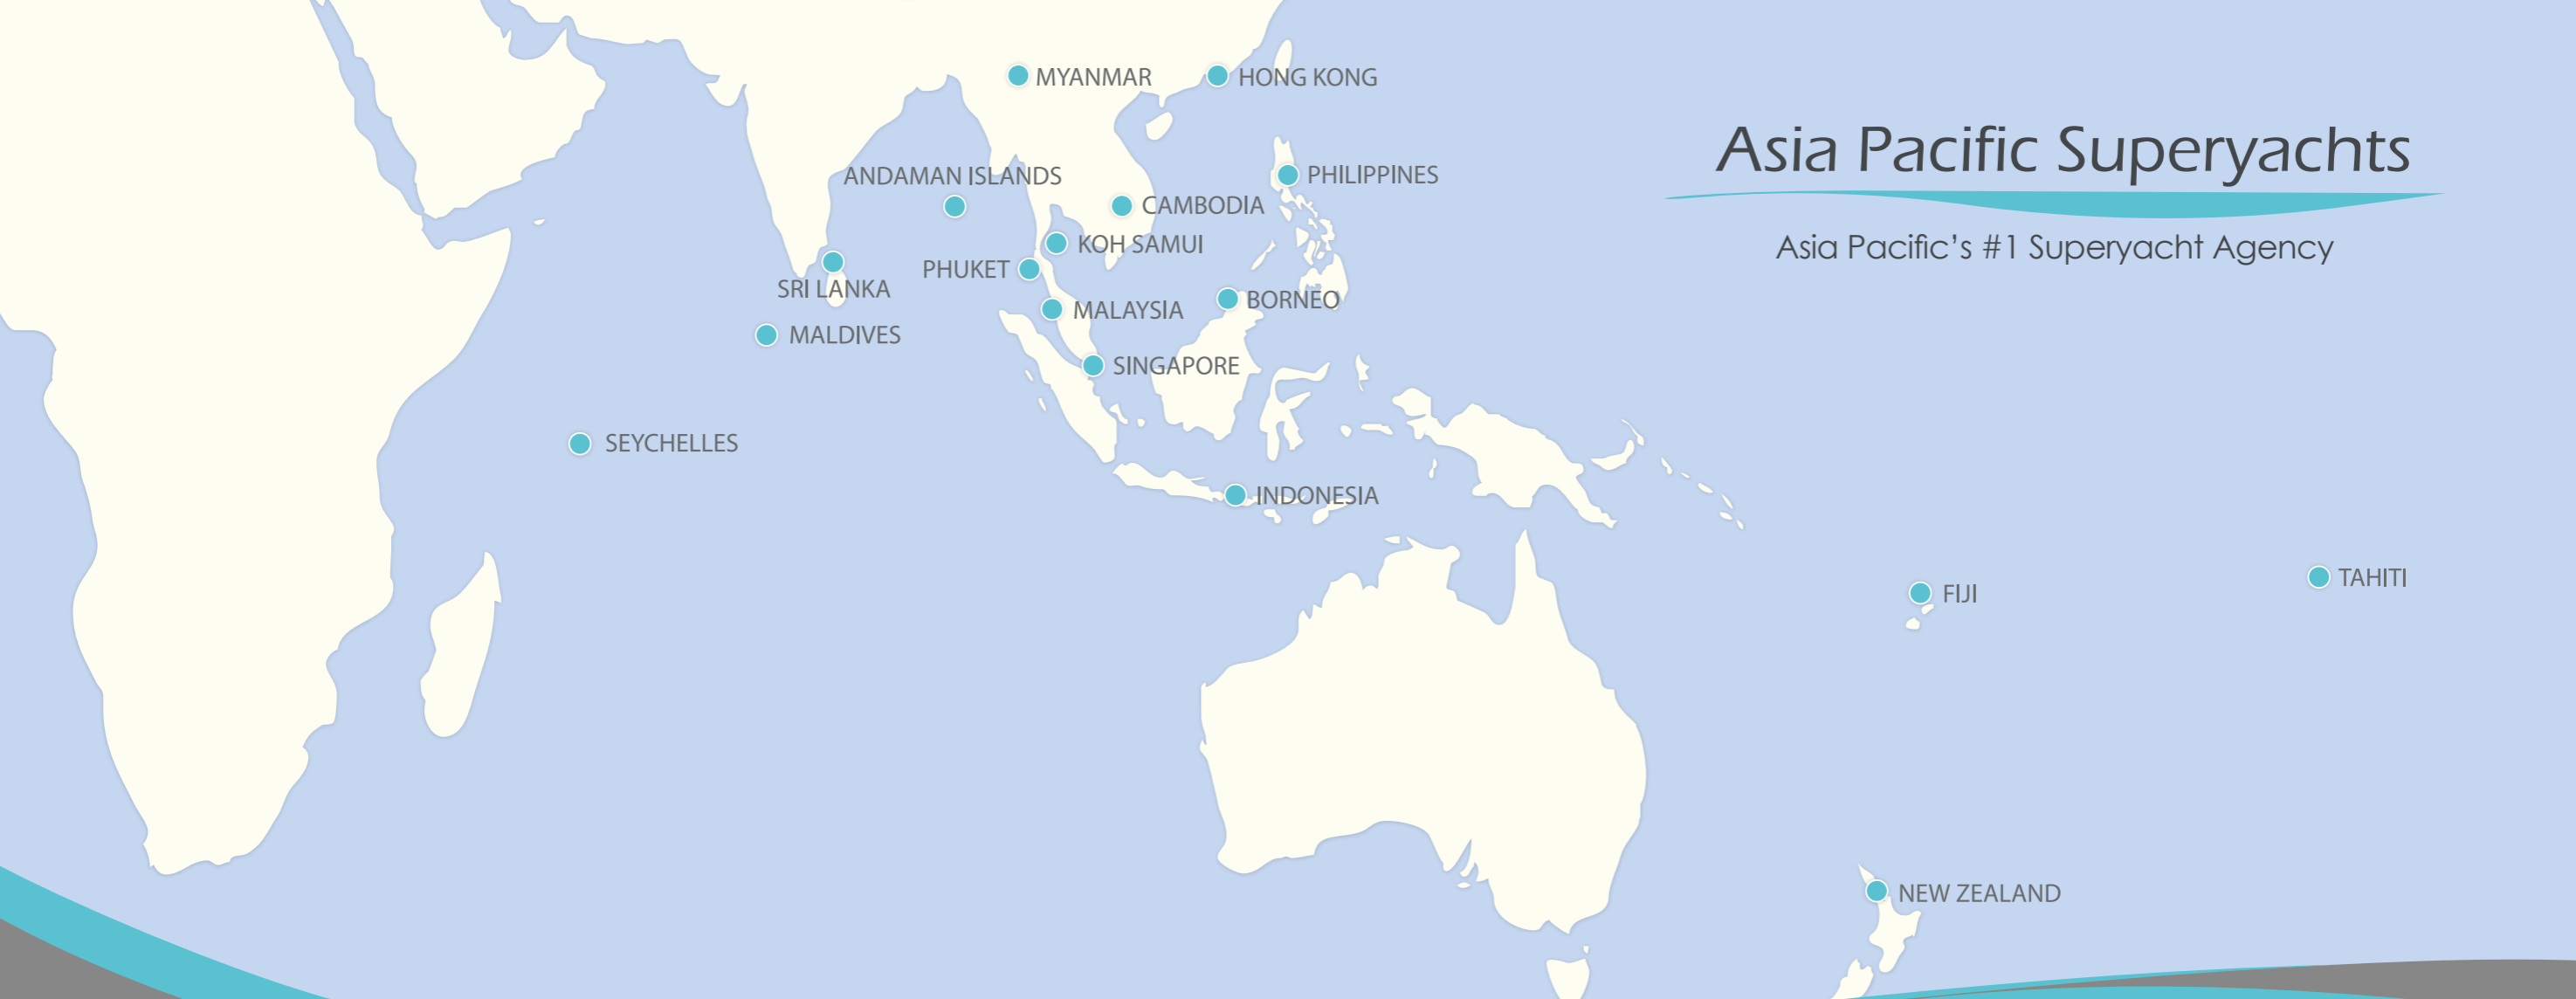 MYANMAR
HONG KONG
Asia Pacific Superyachts
Asia Pacific’s #1 Superyacht Agency
ANDAMAN ISLANDS
PHILIPPINES
CAMBODIA
KOH SAMUI
PHUKET
SRI LANKA
BORNEO
MALAYSIA
MALDIVES
SINGAPORE
SEYCHELLES
INDONESIA
TAHITI
FIJI
NEW ZEALAND